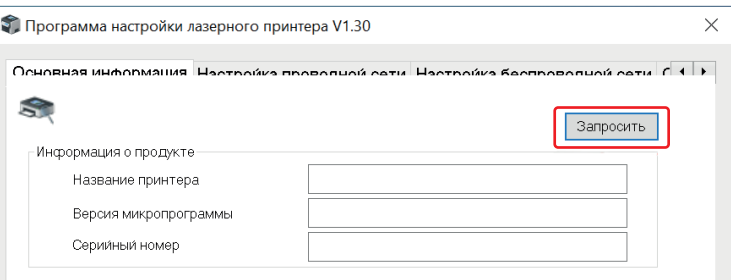 Программа настройки лазерного принтера V1.30
Основная информация Настройка проводной сети Настройка беспроводной сети
Запросить
Информация о продукте
Название принтера
Версия микропрограммы
Серийный номер